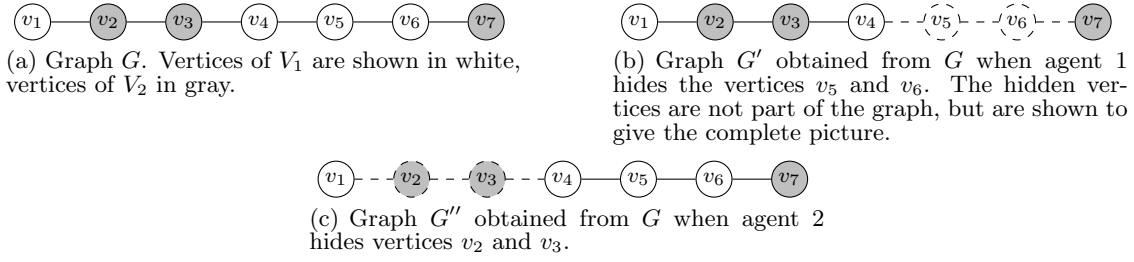 v1 v2 v3 v4 v5 v6 v7
(a) Graph G. Vertices of V1 are shown in white,
vertices of V2 in gray.
v1 v2 v3 v4 v5 v6 v7
(b) Graph G′ obtained from G when agent 1
hides the vertices v5 and v6. The hidden ver-
tices are not part of the graph, but are shown to
give the complete picture.
v1 v2 v3 v4 v5 v6 v7
(c) Graph G′′ obtained from G when agent 2
hides vertices v2 and v3.